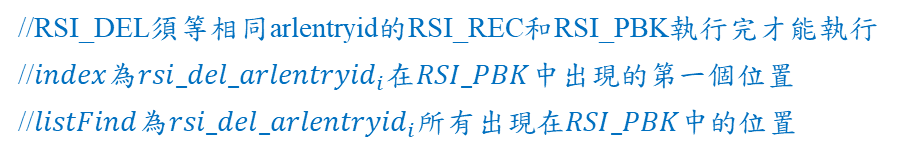 //RSI_DEL須等相同arlentryid的RSI_REC和RSI_PBK執行完才能執行
//index為rsi_del_arlentryidᵢ在RSI_PBK中出現的第一個位置
//listFind為rsi_del_arlentryidᵢ所有出現在RSI_PBK中的位置